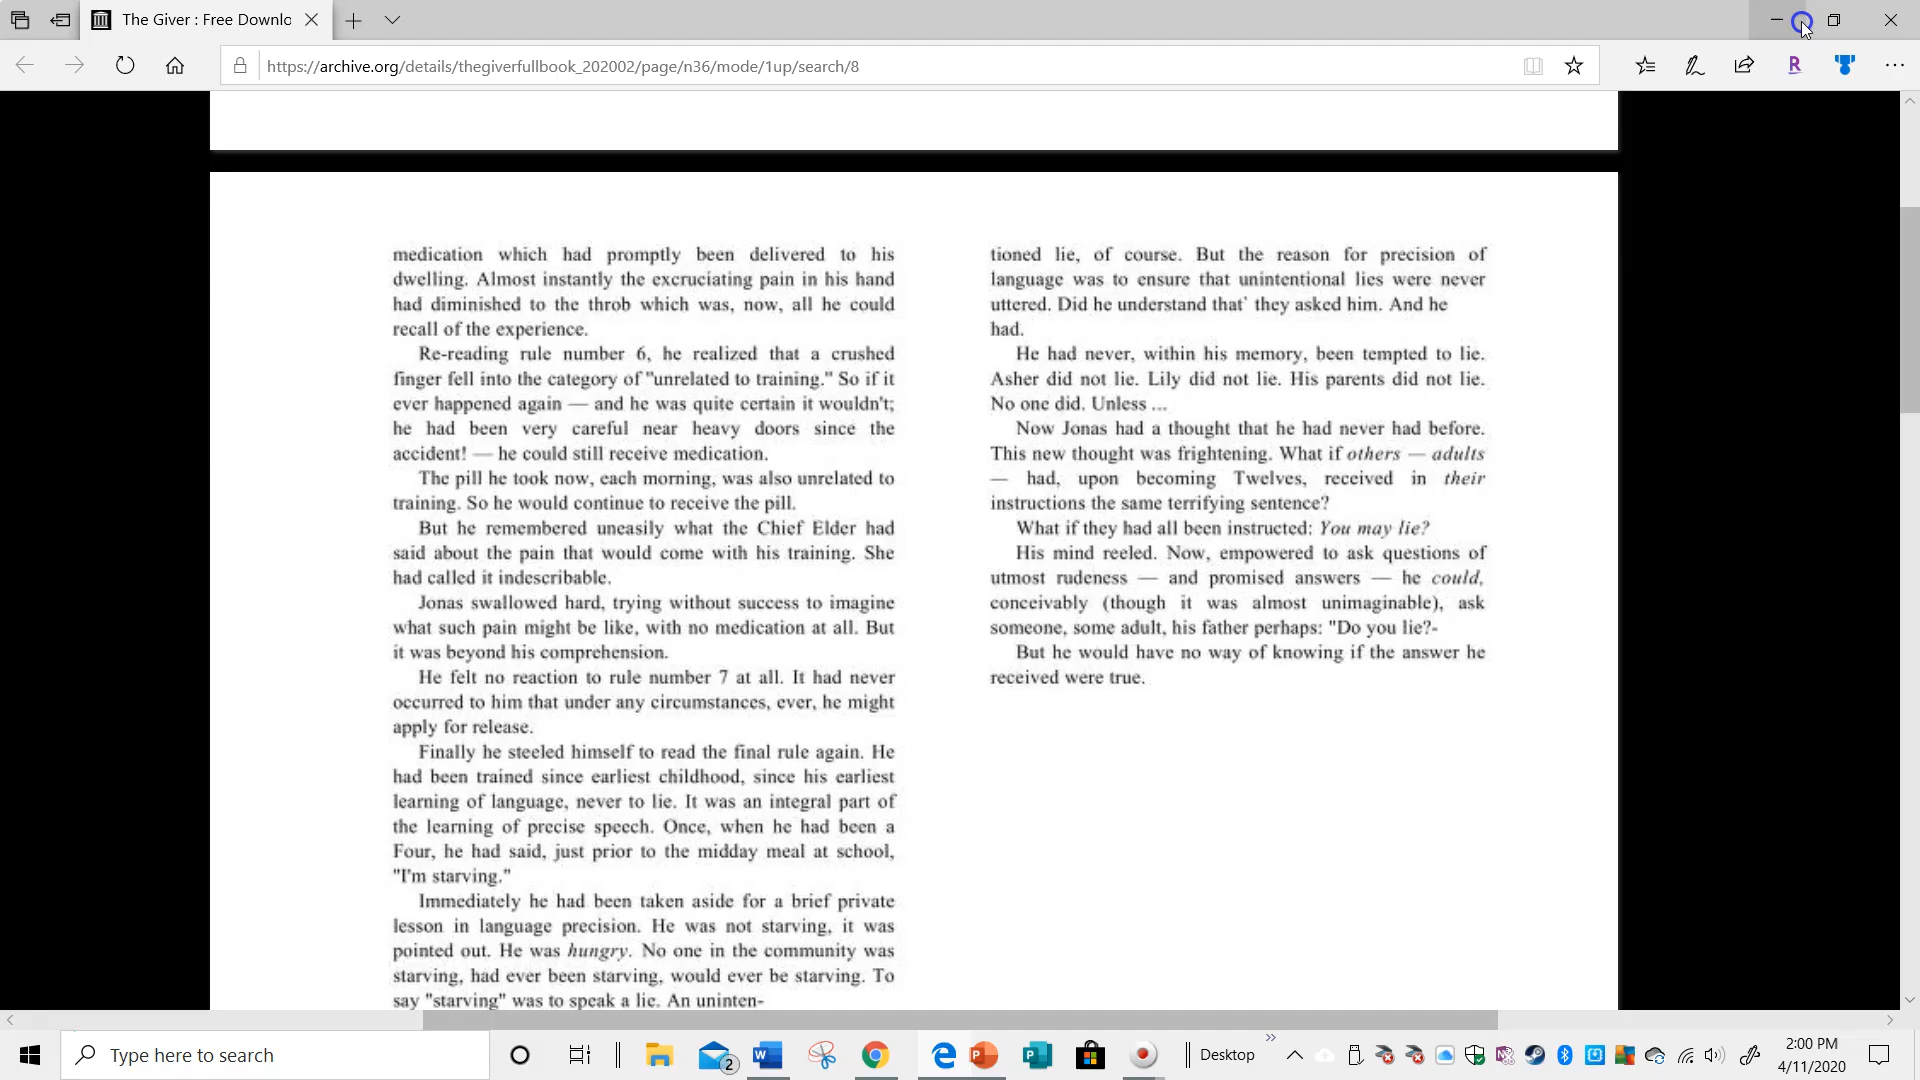 The Giver : Free Downlo
https://archive.org/details/thegiverfullbook_202002/page/n36/mode/1up/search/8
medication which had promptly been delivered to his
dwelling. Almost instantly the excruciating pain in his hand
had diminished to the throb which was, now, all he could
recall of the experience.
Re-reading rule number 6, he realized that a crushed
finger fell into the category of "unrelated to training." So if it
ever happened again — and he was quite certain it wouldn't;
he had been very careful near heavy doors since the
accident! — he could still receive medication.
The pill he took now, each morning, was also unrelated to
training. So he would continue to receive the pill.
But he remembered uneasily what the Chief Elder had
said about the pain that would come with his training. She
had called it indescribable.
Jonas swallowed hard, trying without success to imagine
what such pain might be like, with no medication at all. But
it was beyond his comprehension.
He felt no reaction to rule number 7 at all. It had never
occurred to him that under any circumstances, ever, he might
apply for release.
Finally he steeled himself to read the final rule again. He
had been trained since earliest childhood, since his earliest
learning of language, never to lie. It was an integral part of
the learning of precise speech. Once, when he had been a
Four, he had said, just prior to the midday meal at school,
"I'm starving."
Immediately he had been taken aside for a brief private
lesson in language precision. He was not starving, it was
pointed out. He was hungry. No one in the community was
starving, had ever been starving, would ever be starving. To
say "starving" was to speak a lie. An uninten-
tioned lie, of course. But the reason for precision of
language was to ensure that unintentional lies were never
uttered. Did he understand that' they asked him. And he
had.
He had never, within his memory, been tempted to lie.
Asher did not lie. Lily did not lie. His parents did not lie.
No one did. Unless ...
Now Jonas had a thought that he had never had before.
This new thought was frightening. What if others — adults
— had, upon becoming Twelves, received in their
instructions the same terrifying sentence?
What if they had all been instructed: You may lie?
His mind reeled. Now, empowered to ask questions of
utmost rudeness — and promised answers — he could,
conceivably (though it was almost unimaginable), ask
someone, some adult, his father perhaps: "Do you lie?-
But he would have no way of knowing if the answer he
received were true.
Type here to search
2
Desktop
2:00 PM
4/11/2020